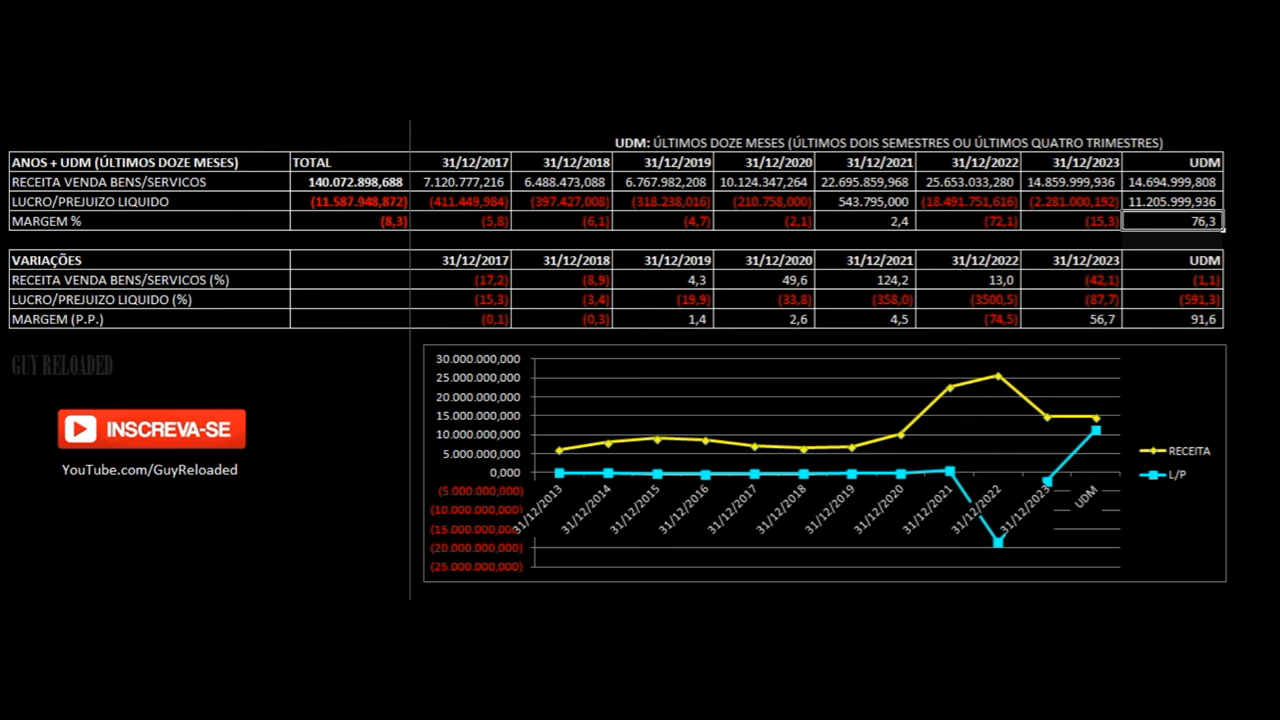 UDM: ÚLTIMOS DOZE MESES (ÚLTIMOS DOIS SEMESTRES OU ÚLTIMOS QUATRO TRIMESTRES)
ANOS + UDM (ÚLTIMOS DOZE MESES) TOTAL 31/12/2017 31/12/2018 31/12/2019 31/12/2020 31/12/2021 31/12/2022 31/12/2023 UDM
RECEITA VENDA BENS/SERVICOS 140.072.898,688 7.120.777,216 6.488.473,088 6.767.982,208 10.124.347,264 22.695.859,968 25.653.033,280 14.859.999,936 14.694.999,808
LUCRO/PREJUIZO LIQUIDO (11.587.948,872) (411.449,984) (397.427,008) (318.238,016) (210.758,000) 543.795,000 (18.491.751,616) (2.281.000,192) 11.205.999,936
MARGEM % (8,3) (5,8) (6,1) (4,7) (2,1) 2,4 (72,1) (15,3) 76,3
VARIAÇÕES 31/12/2017 31/12/2018 31/12/2019 31/12/2020 31/12/2021 31/12/2022 31/12/2023 UDM
RECEITA VENDA BENS/SERVICOS (%) (17,2) (8,9) 4,3 49,6 124,2 13,0 (42,1) (1,1)
LUCRO/PREJUIZO LIQUIDO (%) (15,3) (3,4) (19,9) (33,8) (358,0) (3500,5) (87,7) (591,3)
MARGEM (P.P.) (0,1) (0,3) 1,4 2,6 4,5 (74,5) 56,7 91,6
GUY RELOADED
INSCREVA-SE
YouTube.com/GuyReloaded
30.000.000,000
25.000.000,000
20.000.000,000
15.000.000,000
10.000.000,000
5.000.000,000
0,000
(5.000.000,000)
(10.000.000,000)
(15.000.000,000)
(20.000.000,000)
(25.000.000,000)
31/12/2013 31/12/2014 31/12/2015 31/12/2016 31/12/2017 31/12/2018 31/12/2019 31/12/2020 31/12/2021 31/12/2022 31/12/2023 UDM
RECEITA
L/P